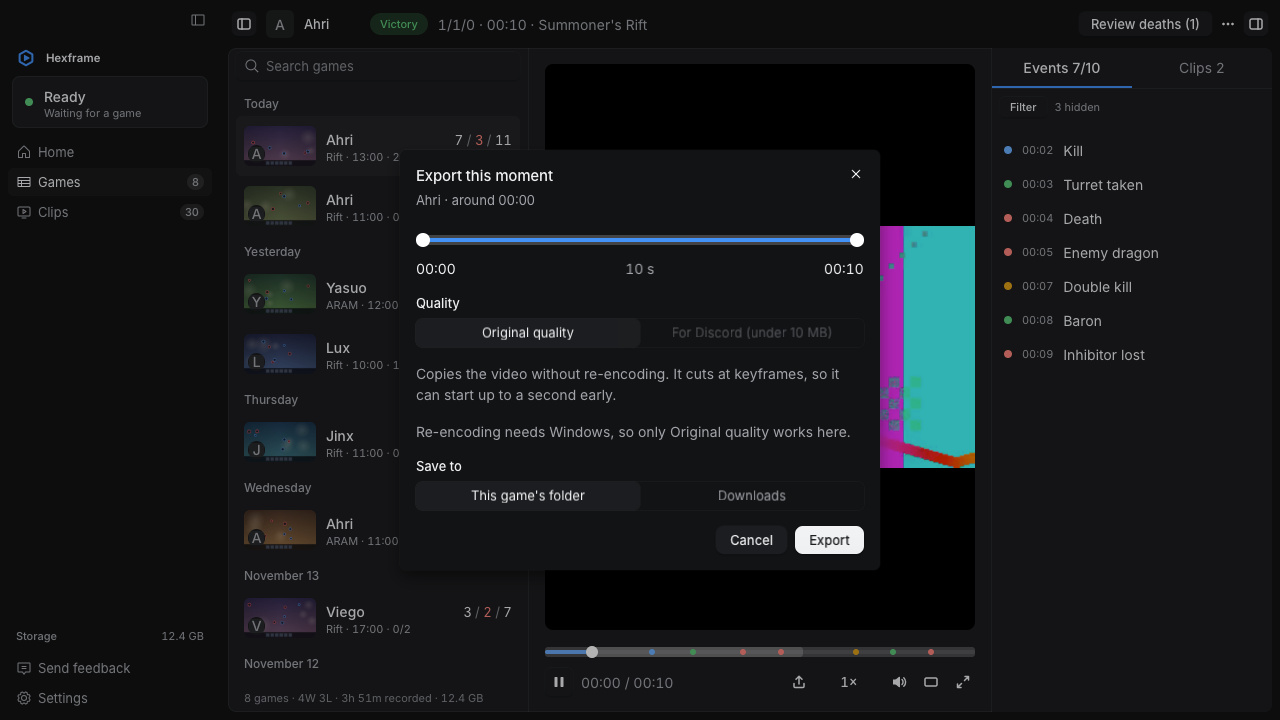 Hexframe
Ready
Waiting for a game
Home
Games 8
Clips 30
Storage 12.4 GB
Send feedback
Settings
A Ahri Victory 1/1/0 · 00:10 · Summoner's Rift Review deaths (1)
Search games
Today
A Ahri 7 / 3 / 11
Rift · 13:00 · 2
A Ahri
Rift · 11:00 · 0
Yesterday
Y Yasuo
ARAM · 12:00
L Lux
Rift · 10:00 · 1
Thursday
J Jinx
Rift · 11:00 · 0
Wednesday
A Ahri
ARAM · 11:00
November 13
V Viego 3 / 2 / 7
Rift · 17:00 · 0/2
November 12
8 games · 4W 3L · 3h 51m recorded · 12.4 GB
Export this moment
Ahri · around 00:00
00:00 10 s 00:10
Quality
Original quality For Discord (under 10 MB)
Copies the video without re-encoding. It cuts at keyframes, so it
can start up to a second early.
Re-encoding needs Windows, so only Original quality works here.
Save to
This game's folder Downloads
Cancel Export
00:00 / 00:10 1×
Events 7/10 Clips 2
Filter 3 hidden
00:02 Kill
00:03 Turret taken
00:04 Death
00:05 Enemy dragon
00:07 Double kill
00:08 Baron
00:09 Inhibitor lost